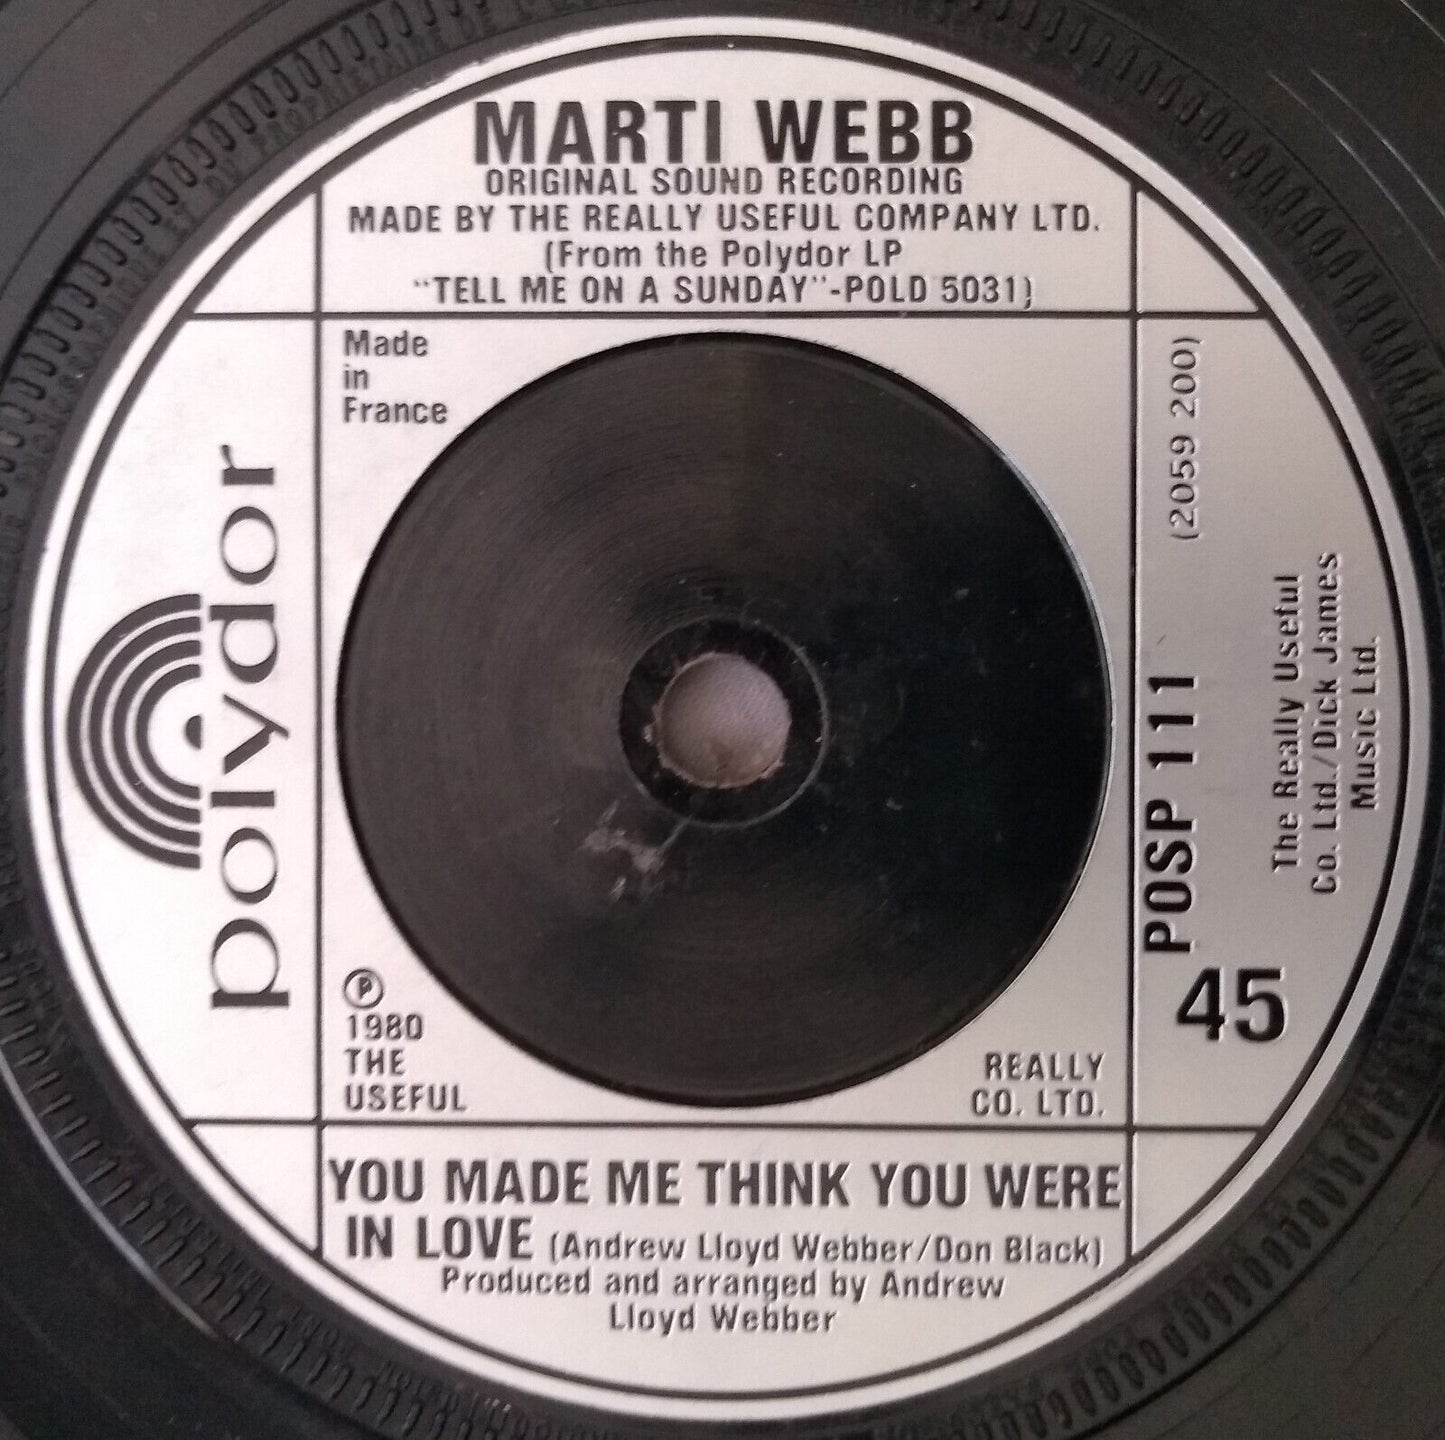 MARTI WEBB
ORIGINAL SOUND RECORDING
MADE BY THE REALLY USEFUL COMPANY LTD.
(From the Polydor LP
"TELL ME ON A SUNDAY"-POLD 5031)
Made
in
France
polydor
(2059 200)
POSP 111
45
The Really Useful
Co. Ltd./Dick James
Music Ltd.
℗
1980
THE REALLY
USEFUL CO. LTD.
YOU MADE ME THINK YOU WERE
IN LOVE (Andrew Lloyd Webber/Don Black)
Produced and arranged by Andrew
Lloyd Webber